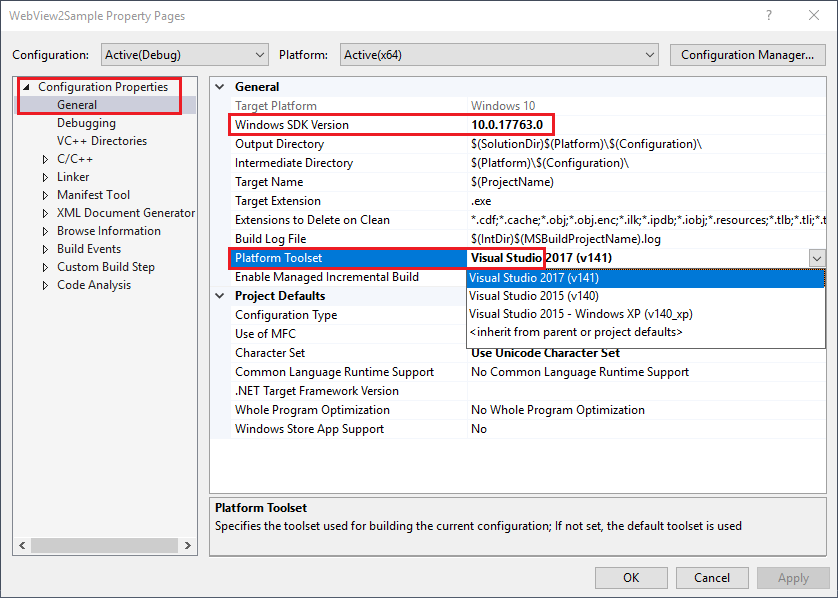 WebView2Sample Property Pages
Configuration: Active(Debug) Platform: Active(x64) Configuration Manager...
Configuration Properties
General
Debugging
VC++ Directories
C/C++
Linker
Manifest Tool
XML Document Generator
Browse Information
Build Events
Custom Build Step
Code Analysis
General
Target Platform Windows 10
Windows SDK Version 10.0.17763.0
Output Directory $(SolutionDir)$(Platform)\$(Configuration)\
Intermediate Directory $(Platform)\$(Configuration)\
Target Name $(ProjectName)
Target Extension .exe
Extensions to Delete on Clean *.cdf;*.cache;*.obj;*.obj.enc;*.ilk;*.ipdb;*.iobj;*.resources;*.tlb;*.tli;*.t
Build Log File $(IntDir)$(MSBuildProjectName).log
Platform Toolset Visual Studio 2017 (v141)
Enable Managed Incremental Build Visual Studio 2017 (v141)
Project Defaults Visual Studio 2015 (v140)
Configuration Type Visual Studio 2015 - Windows XP (v140_xp)
Use of MFC <inherit from parent or project defaults>
Character Set Use Unicode Character Set
Common Language Runtime Support No Common Language Runtime Support
.NET Target Framework Version
Whole Program Optimization No Whole Program Optimization
Windows Store App Support No
Platform Toolset
Specifies the toolset used for building the current configuration; If not set, the default toolset is used
OK Cancel Apply